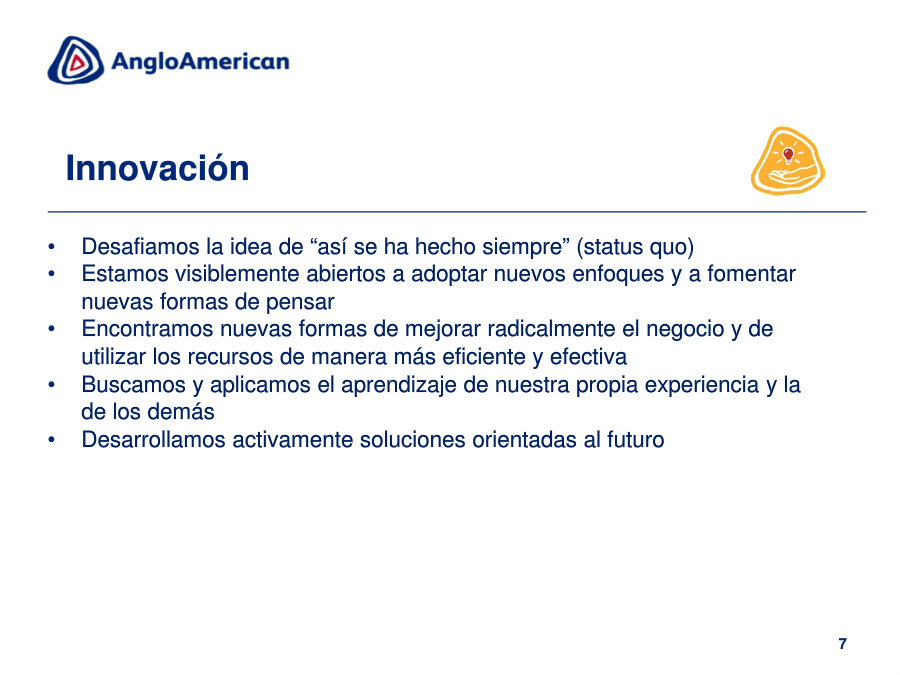 AngloAmerican
Innovación
• Desafiamos la idea de “así se ha hecho siempre” (status quo)
• Estamos visiblemente abiertos a adoptar nuevos enfoques y a fomentar
nuevas formas de pensar
• Encontramos nuevas formas de mejorar radicalmente el negocio y de
utilizar los recursos de manera más eficiente y efectiva
• Buscamos y aplicamos el aprendizaje de nuestra propia experiencia y la
de los demás
• Desarrollamos activamente soluciones orientadas al futuro
7